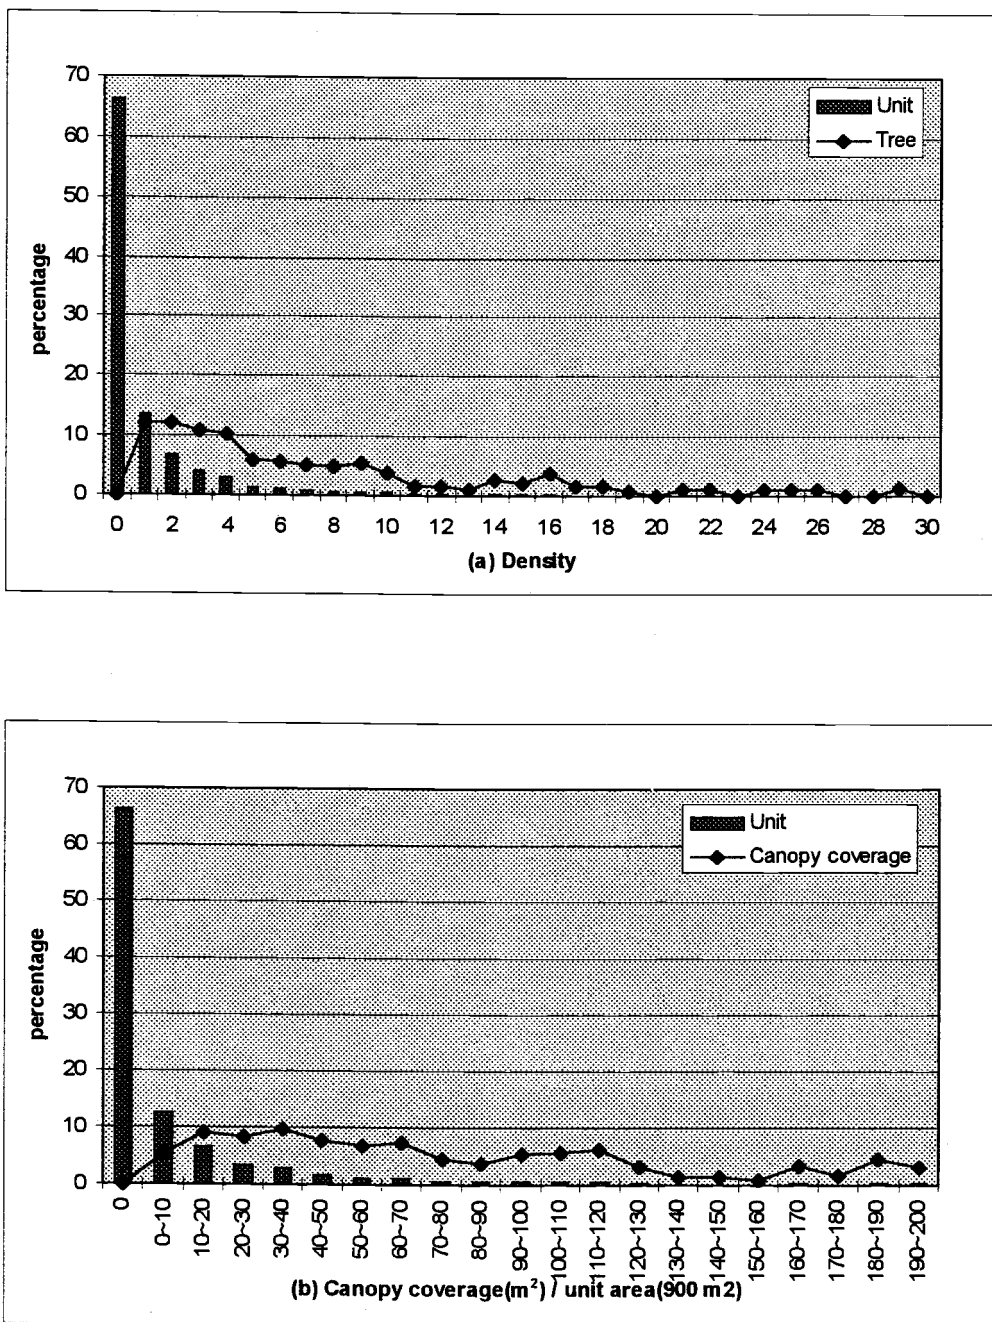 70
60
50
40
30
20
10
0
percentage
Unit
Tree
0 2 4 6 8 10 12 14 16 18 20 22 24 26 28 30
(a) Density
70
60
50
40
30
20
10
0
percentage
Unit
Canopy coverage
0 0~10 10~20 20~30 30~40 40~50 50~60 60~70 70~80 80~90 90~100 100~110 110~120 120~130 130~140 140~150 150~160 160~170 170~180 180~190 190~200
(b) Canopy coverage(m²) / unit area(900 m2)